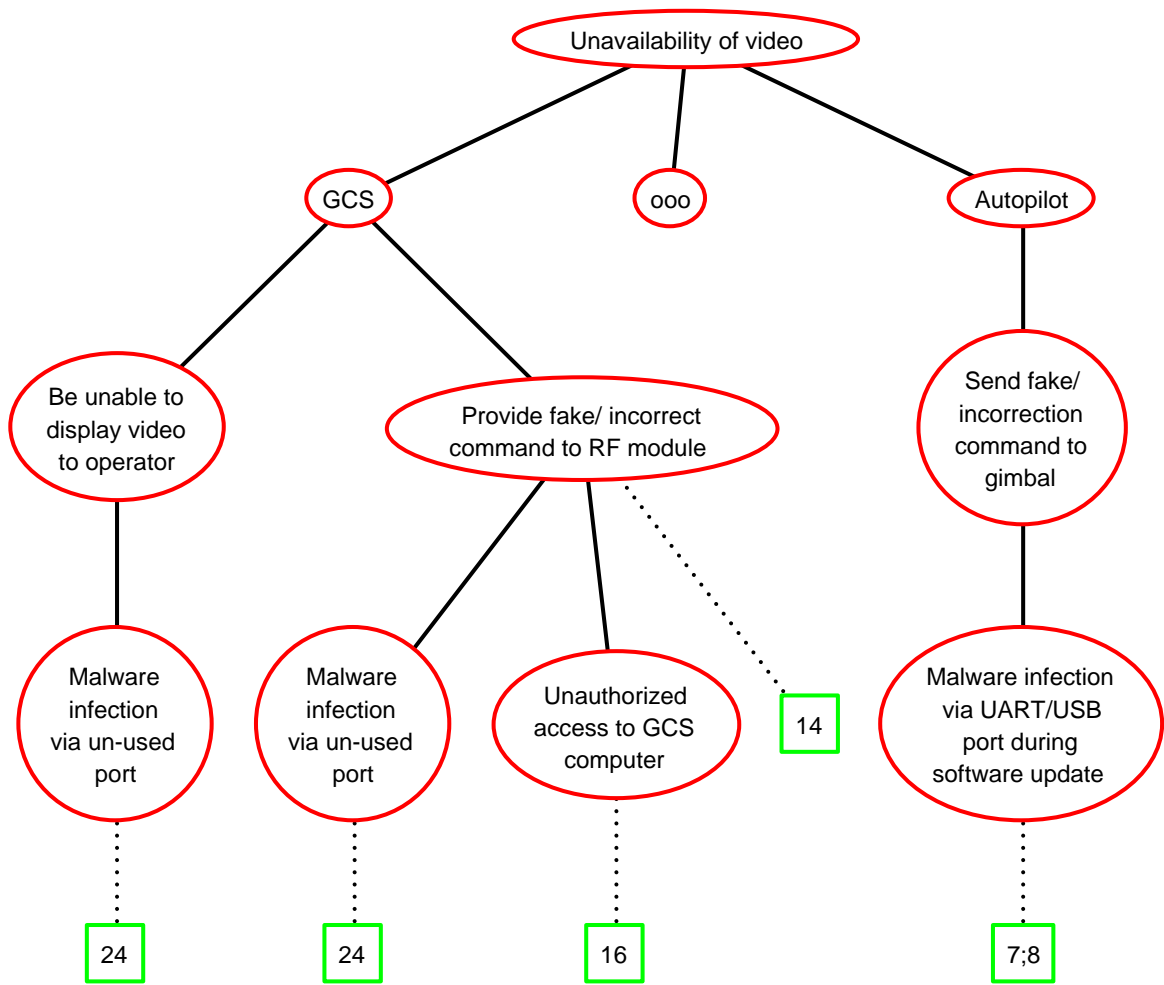 Unavailability of video
GCS
ooo
Autopilot
Be unable to
display video
to operator
Provide fake/ incorrect
command to RF module
Send fake/
incorrection
command to
gimbal
Malware
infection
via un-used
port
Malware
infection
via un-used
port
Unauthorized
access to GCS
computer
14
Malware infection
via UART/USB
port during
software update
24
24
16
7;8